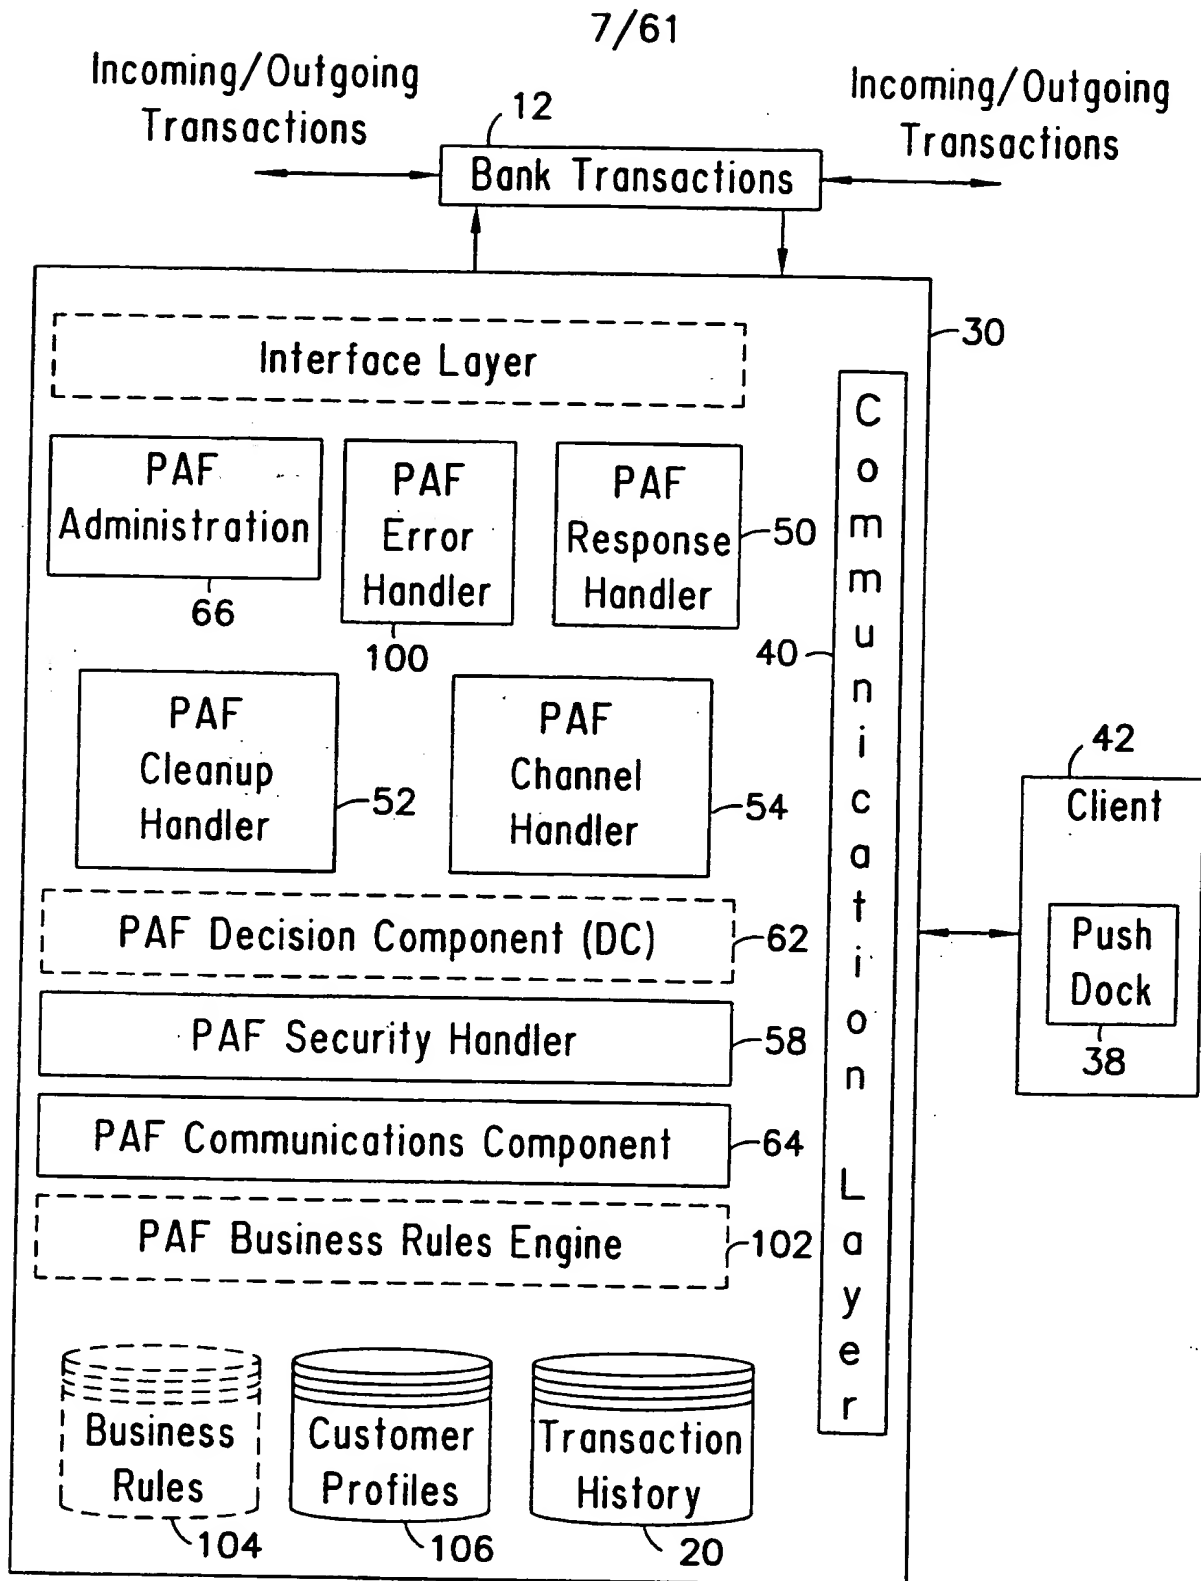 7/61
Incoming/Outgoing
Transactions
12
Incoming/Outgoing
Transactions
Bank Transactions
30
Interface Layer
PAF
Administration
66
PAF
Error
Handler
100
PAF
Response
Handler
50
40
Communication Layer
PAF
Cleanup
Handler
52
PAF
Channel
Handler
54
42
Client
Push
Dock
38
PAF Decision Component (DC)
62
PAF Security Handler
58
PAF Communications Component
64
PAF Business Rules Engine
102
Business
Rules
104
Customer
Profiles
106
Transaction
History
20